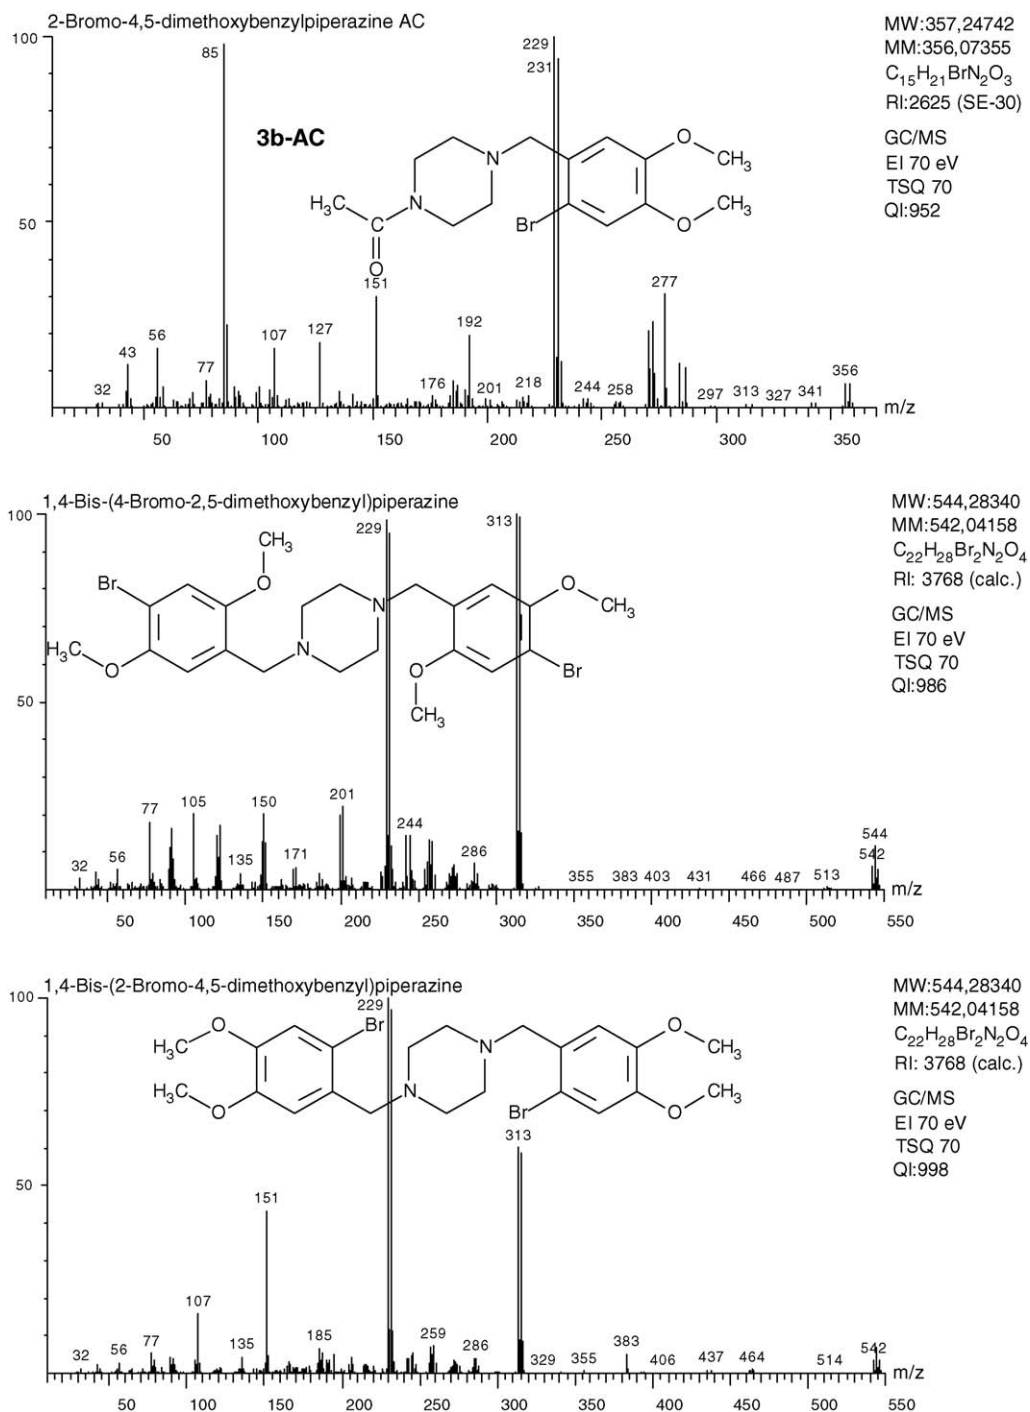 2-Bromo-4,5-dimethoxybenzylpiperazine AC
MW:357,24742
MM:356,07355
C15H21BrN2O3
RI:2625 (SE-30)
GC/MS
EI 70 eV
TSQ 70
QI:952
100
50
3b-AC
H3C
O
N
N
Br
O
CH3
O
CH3
32
43
56
77
85
107
127
151
176
192
201
218
229
231
244
258
277
297
313
327
341
356
m/z
50 100 150 200 250 300 350
1,4-Bis-(4-Bromo-2,5-dimethoxybenzyl)piperazine
MW:544,28340
MM:542,04158
C22H28Br2N2O4
RI: 3768 (calc.)
GC/MS
EI 70 eV
TSQ 70
QI:986
100
50
CH3
O
Br
H3C
O
N
N
O
CH3
O
CH3
Br
32
56
77
105
135
150
171
201
229
244
286
313
355
383
403
431
466
487
513
544
542
m/z
50 100 150 200 250 300 350 400 450 500 550
1,4-Bis-(2-Bromo-4,5-dimethoxybenzyl)piperazine
MW:544,28340
MM:542,04158
C22H28Br2N2O4
RI: 3768 (calc.)
GC/MS
EI 70 eV
TSQ 70
QI:998
100
50
H3C
O
H3C
O
Br
N
N
Br
O
CH3
O
CH3
32
56
77
107
135
151
185
229
259
286
313
329
355
383
406
437
464
514
542
m/z
50 100 150 200 250 300 350 400 450 500 550